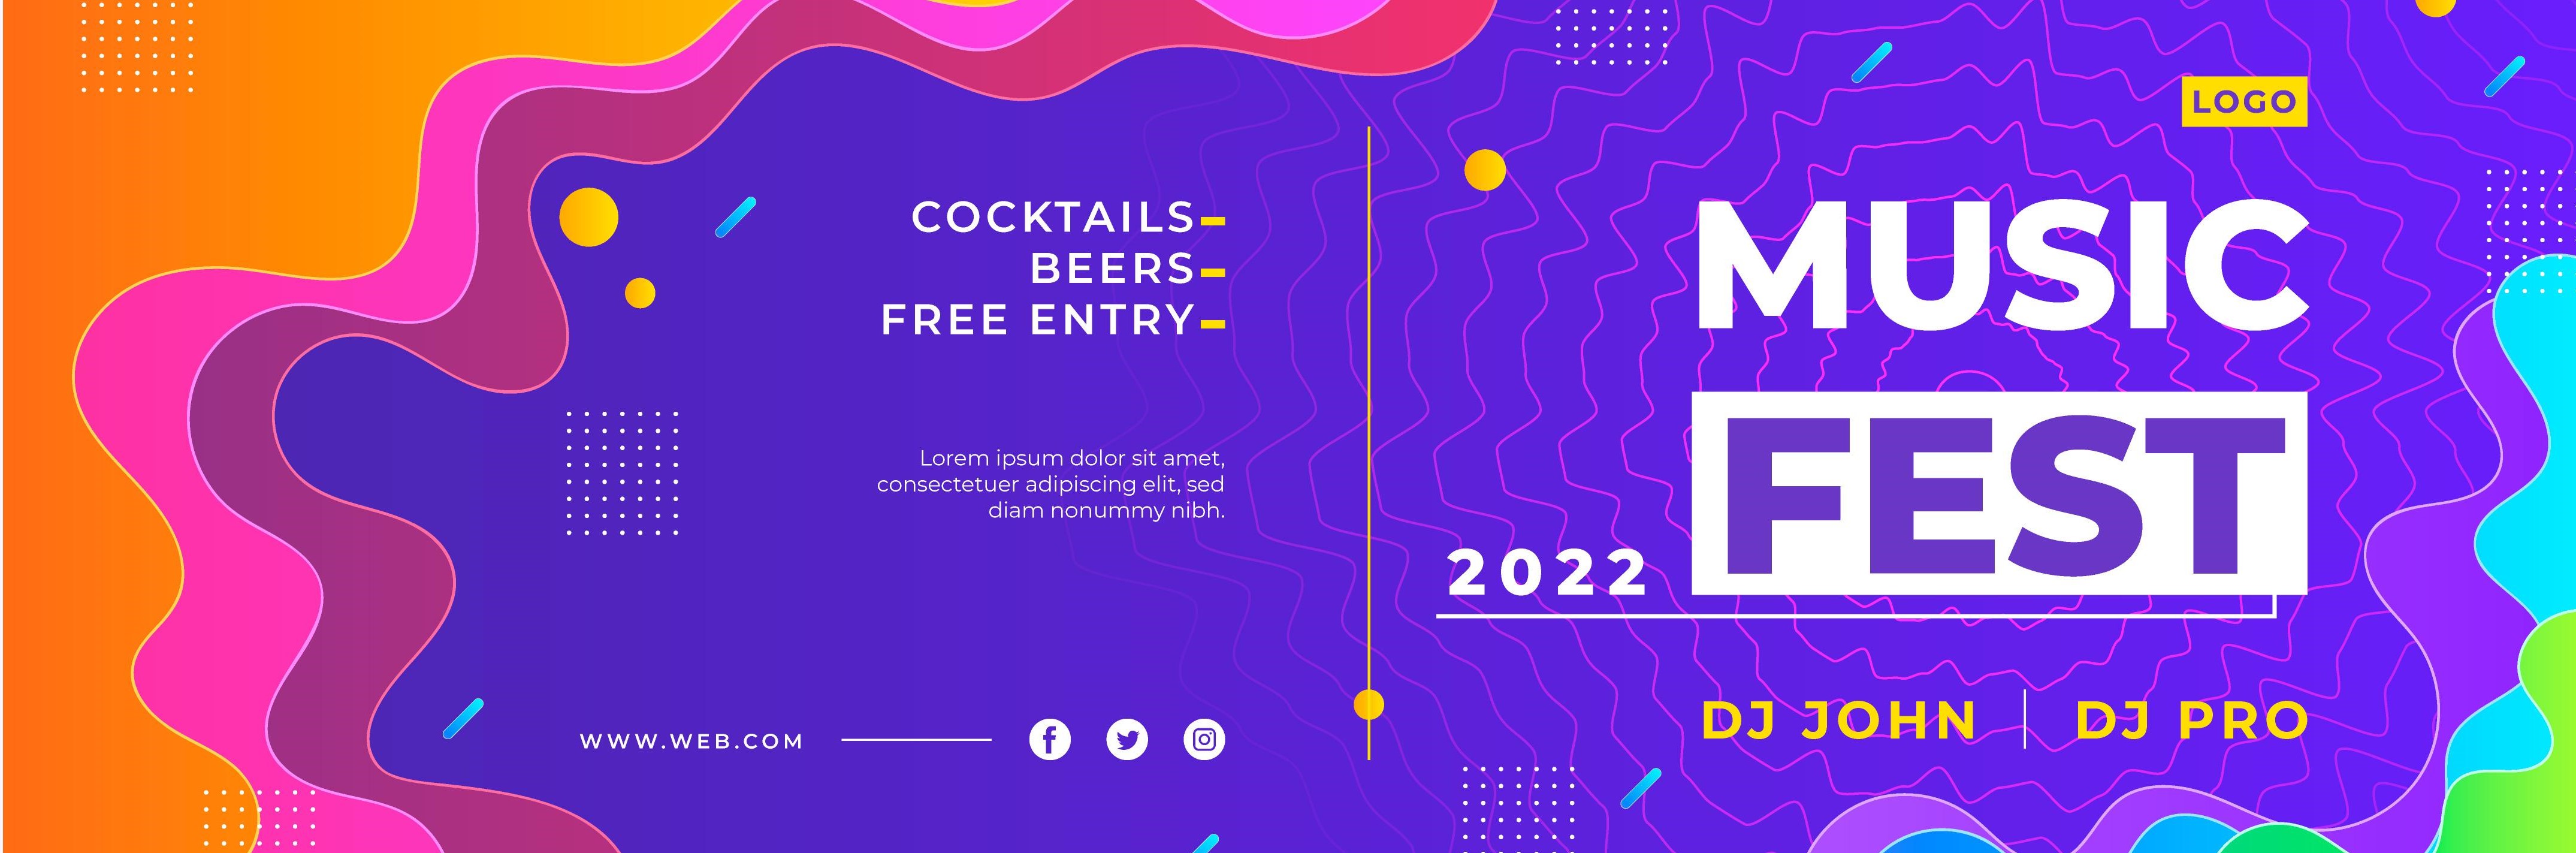 COCKTAILS
BEERS
FREE ENTRY
Lorem ipsum dolor sit amet,
consectetuer adipiscing elit, sed
diam nonummy nibh.
WWW.WEB.COM
LOGO
MUSIC
FEST
2022
DJ JOHN | DJ PRO